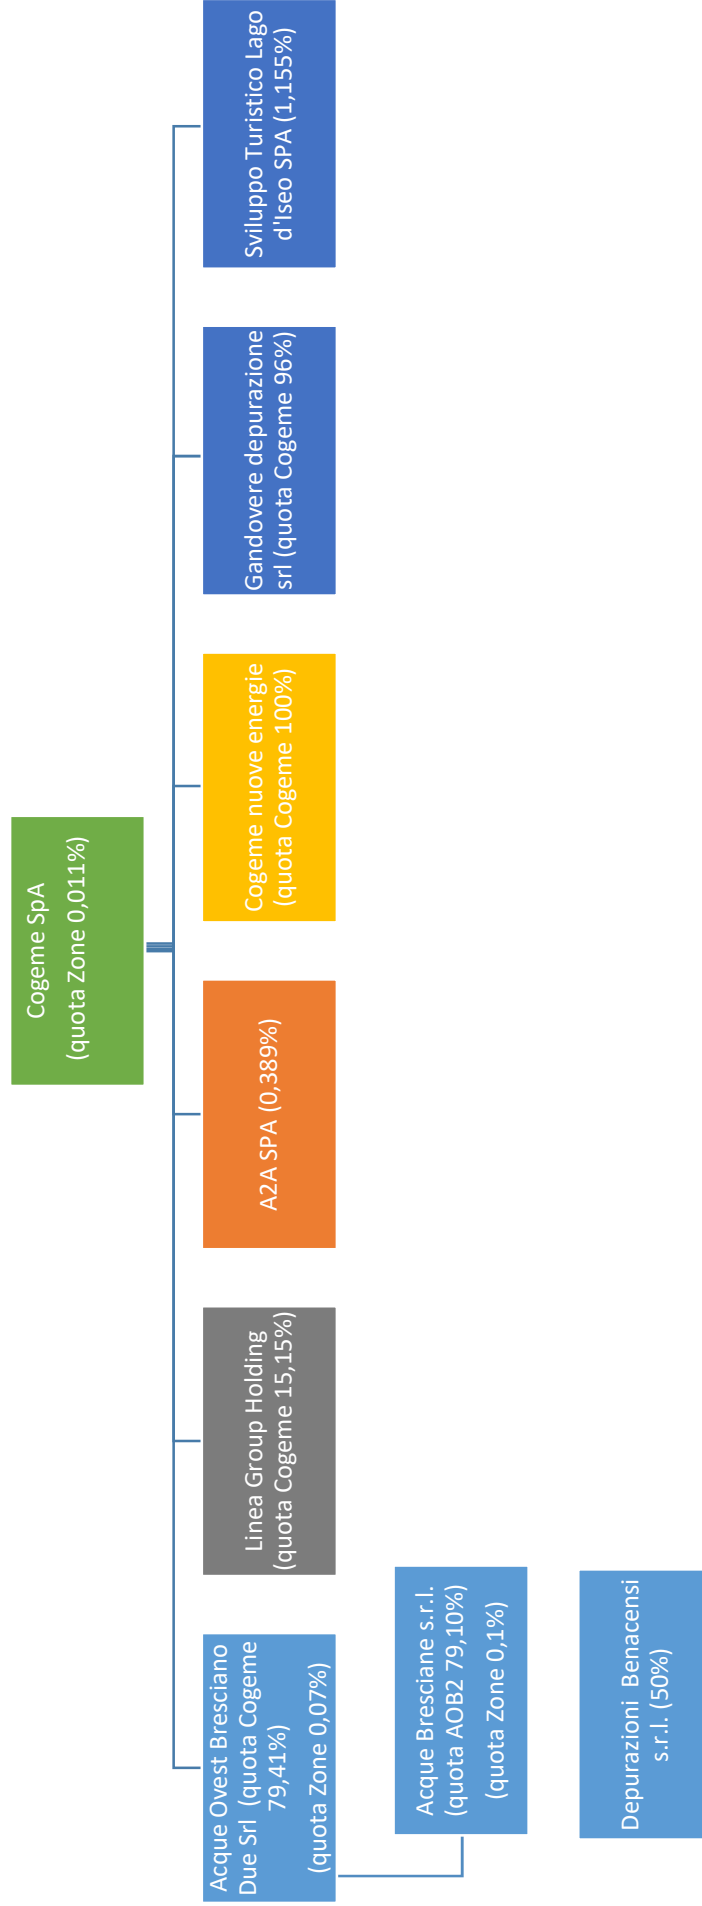 Cogeme SpA
(quota Zone 0,011%)
Acque Ovest Bresciano
Due Srl (quota Cogeme
79,41%)
(quota Zone 0,07%)
Linea Group Holding
(quota Cogeme 15,15%)
A2A SPA (0,389%)
Cogeme nuove energie
(quota Cogeme 100%)
Gandovere depurazione
srl (quota Cogeme 96%)
Sviluppo Turistico Lago
d'Iseo SPA (1,155%)
Acque Bresciane s.r.l.
(quota AOB2 79,10%)
(quota Zone 0,1%)
Depurazioni Benacensi
s.r.l. (50%)